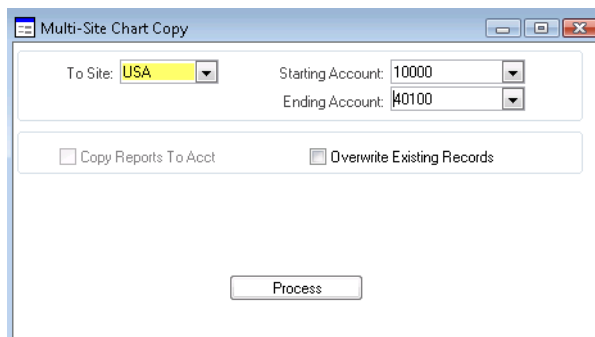 Multi-Site Chart Copy
To Site: USA Starting Account: 10000
Ending Account: 40100
Copy Reports To Acct Overwrite Existing Records
Process